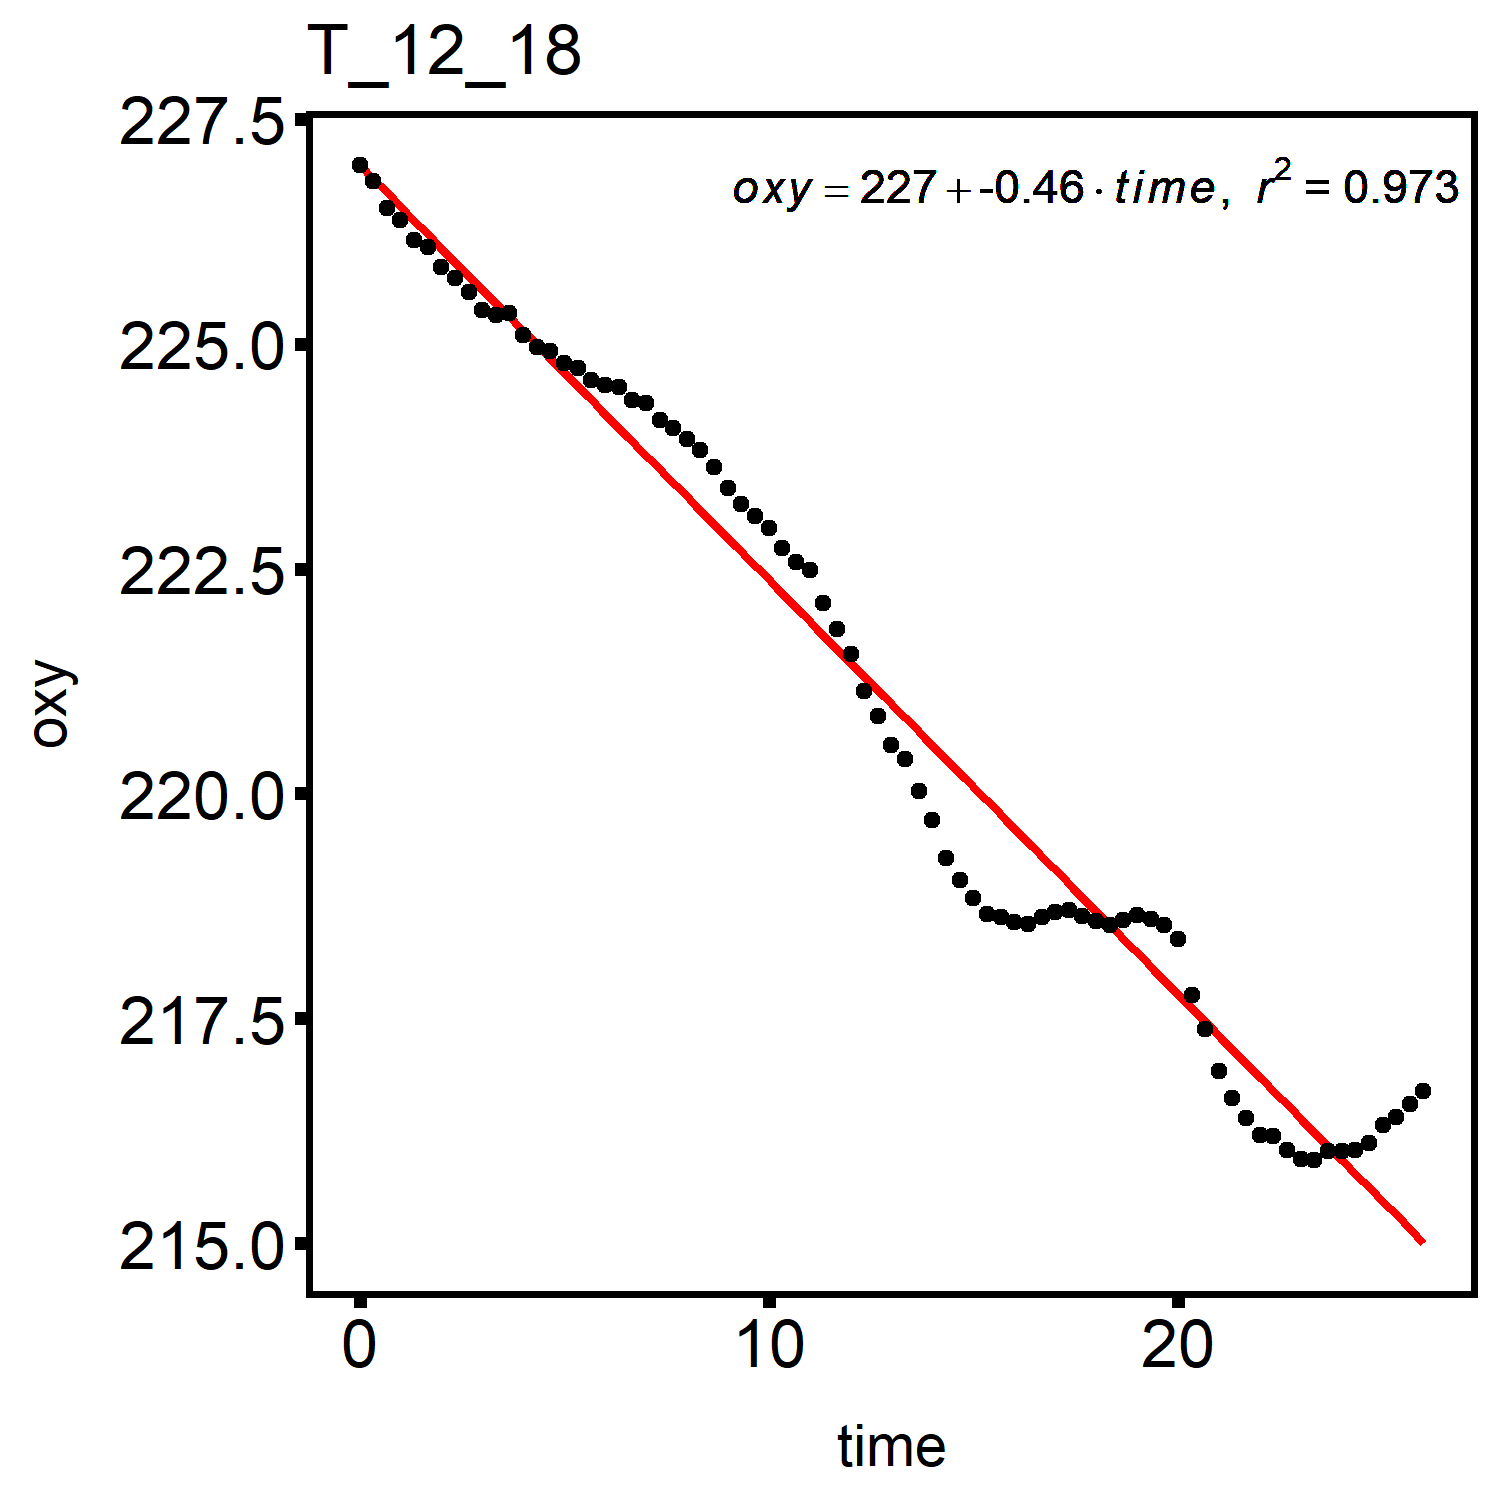 T_12_18
oxy = 227 + -0.46 · time, r² = 0.973
227.5
225.0
222.5
220.0
217.5
215.0
oxy
0 10 20
time